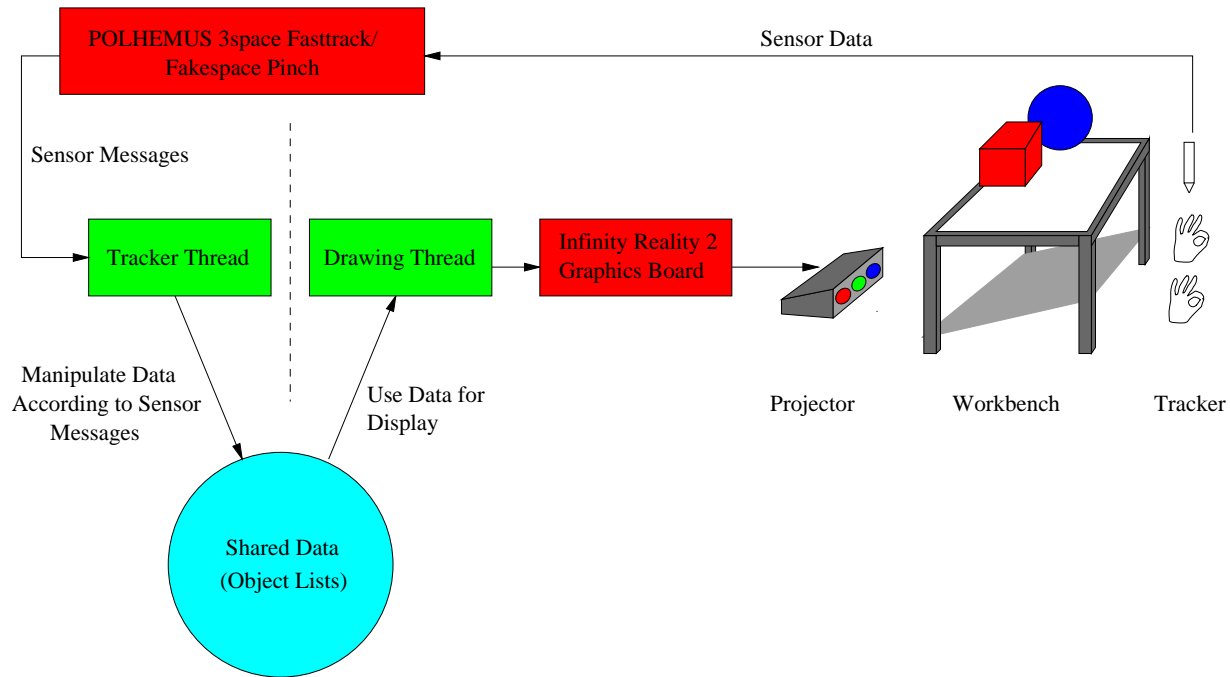 POLHEMUS 3space Fasttrack/
Fakespace Pinch
Sensor Data
Sensor Messages
Tracker Thread
Drawing Thread
Infinity Reality 2
Graphics Board
Manipulate Data
According to Sensor
Messages
Use Data for
Display
Projector
Workbench
Tracker
Shared Data
(Object Lists)